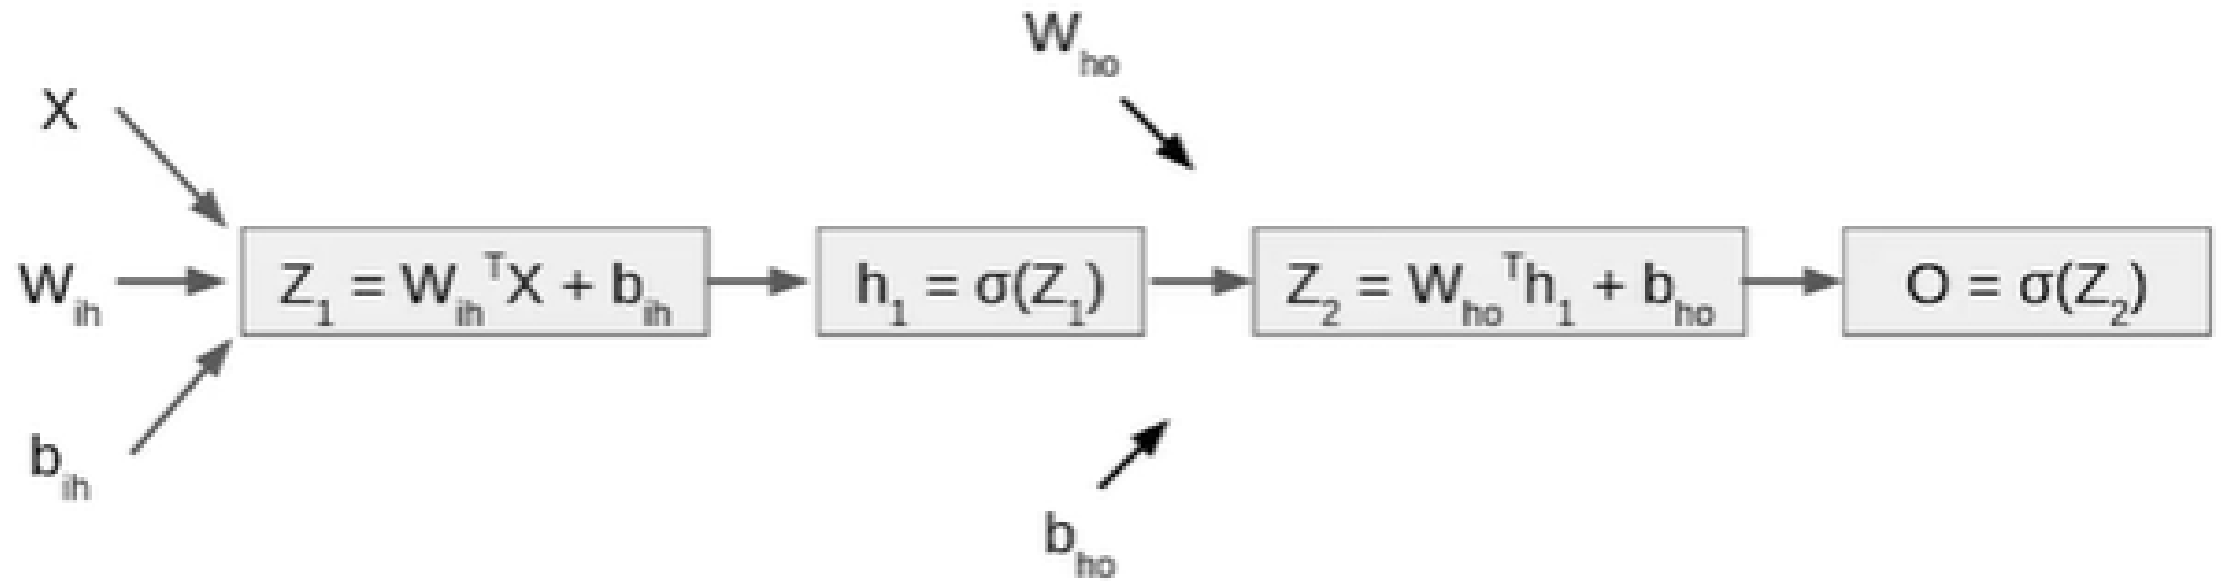 W_ho
X
W_ih
Z_1 = W_ih^T X + b_ih
h_1 = σ(Z_1)
Z_2 = W_ho^T h_1 + b_ho
O = σ(Z_2)
b_ih
b_ho